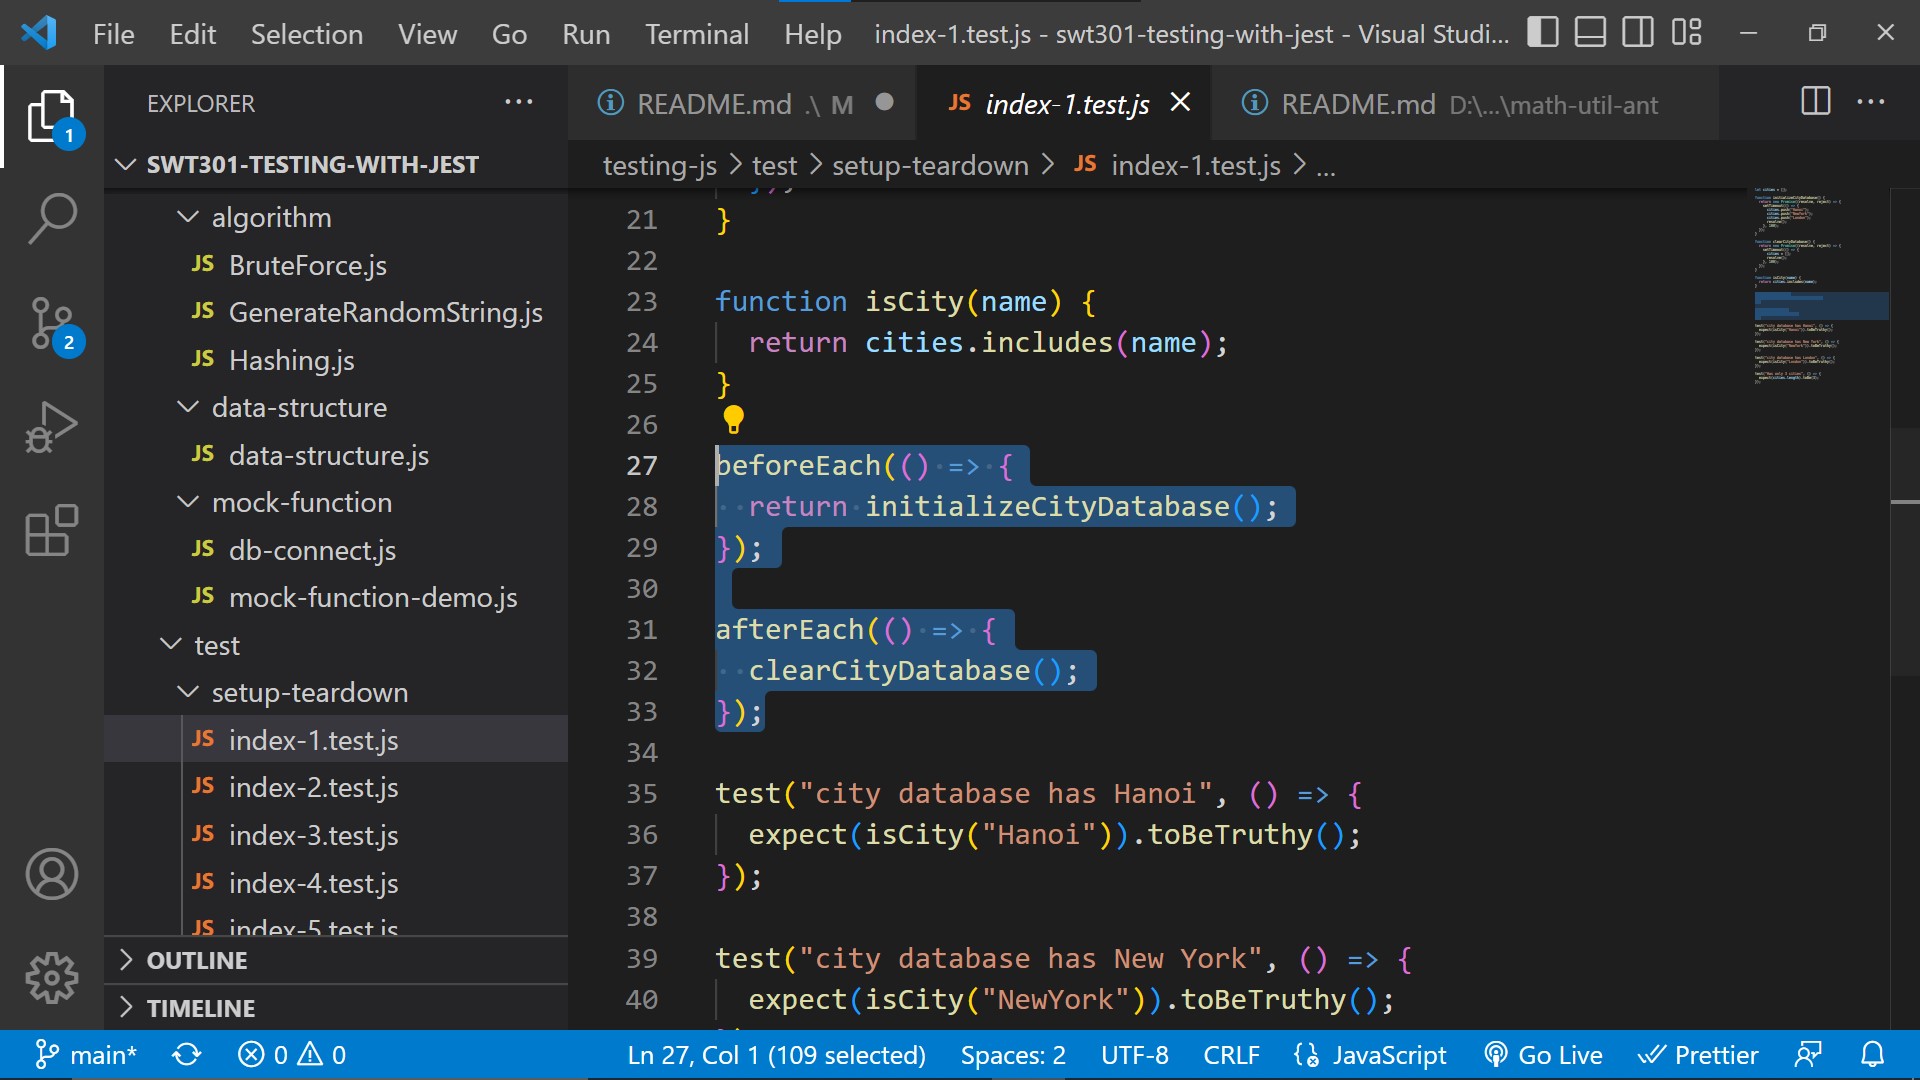 File Edit Selection View Go Run Terminal Help index-1.test.js - swt301-testing-with-jest - Visual Studi...
EXPLORER ...
README.md .\ M
JS index-1.test.js
README.md D:\...\math-util-ant
1
SWT301-TESTING-WITH-JEST
testing-js > test > setup-teardown > JS index-1.test.js > ...
algorithm
JS BruteForce.js
JS GenerateRandomString.js
JS Hashing.js
data-structure
JS data-structure.js
mock-function
JS db-connect.js
JS mock-function-demo.js
test
setup-teardown
JS index-1.test.js
JS index-2.test.js
JS index-3.test.js
JS index-4.test.js
JS index-5.test.js
OUTLINE
TIMELINE
2
21 }
22
23 function isCity(name) {
24 return cities.includes(name);
25 }
26
27 beforeEach(() => {
28 return initializeCityDatabase();
29 });
30
31 afterEach(() => {
32 clearCityDatabase();
33 });
34
35 test("city database has Hanoi", () => {
36 expect(isCity("Hanoi")).toBeTruthy();
37 });
38
39 test("city database has New York", () => {
40 expect(isCity("NewYork")).toBeTruthy();
main* 0 0 Ln 27, Col 1 (109 selected) Spaces: 2 UTF-8 CRLF JavaScript Go Live Prettier